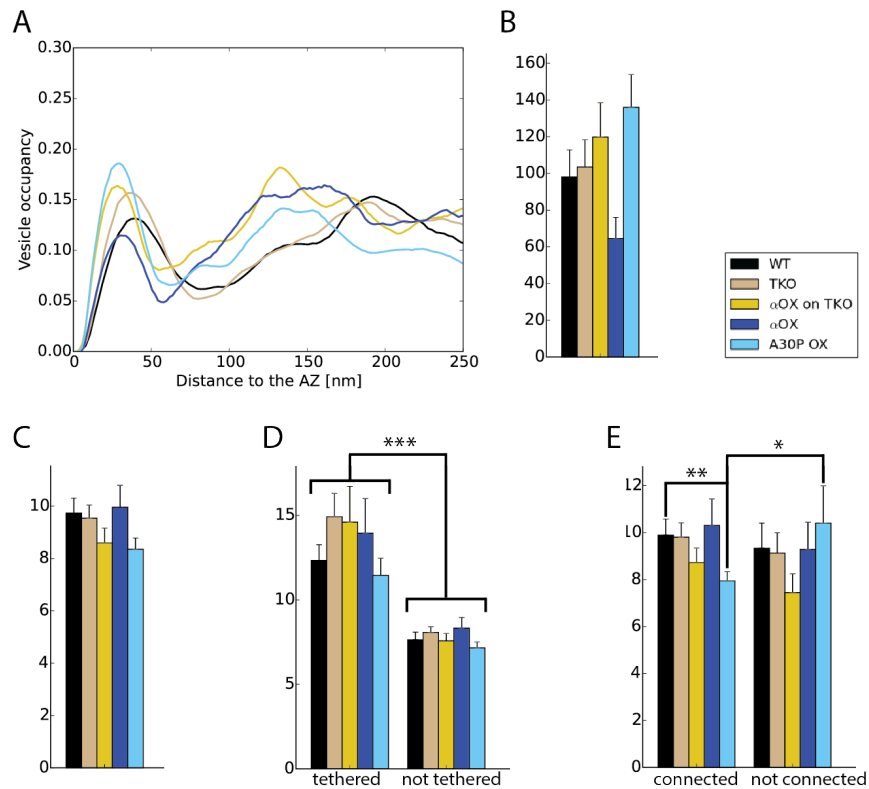 A
0.30
0.25
0.20
0.15
0.10
0.05
0.00
Vesicle occupancy
0 50 100 150 200 250
Distance to the AZ [nm]
B
160
140
120
100
80
60
40
20
0
WT
TKO
αOX on TKO
αOX
A30P OX
C
10
8
6
4
2
0
D
***
15
10
5
0
tethered not tethered
E
**
*
12
10
8
6
4
2
0
connected not connected